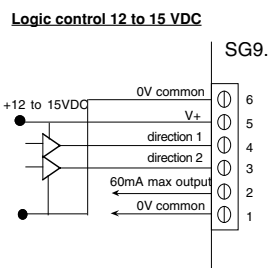 Logic control 12 to 15 VDC
SG9.
0V common 6
+12 to 15VDC
V+ 5
direction 1 4
direction 2 3
60mA max output 2
0V common 1